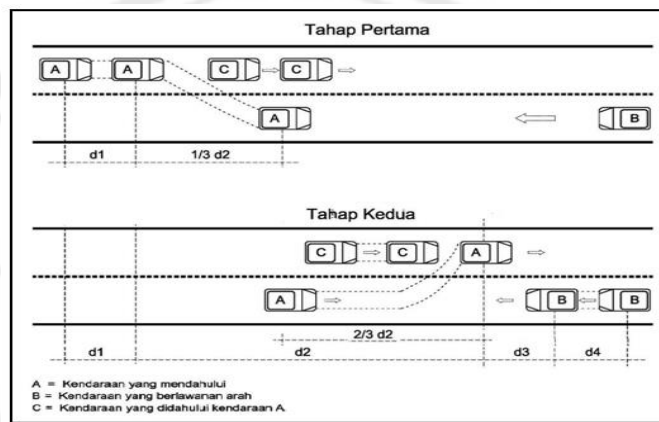 Tahap Pertama
A A C C
A B
d1 1/3 d2
Tahap Kedua
C C A
A B B
2/3 d2
d1 d2 d3 d4
A = Kendaraan yang mendahului
B = Kendaraan yang berlawanan arah
C = Kendaraan yang didahului kendaraan A